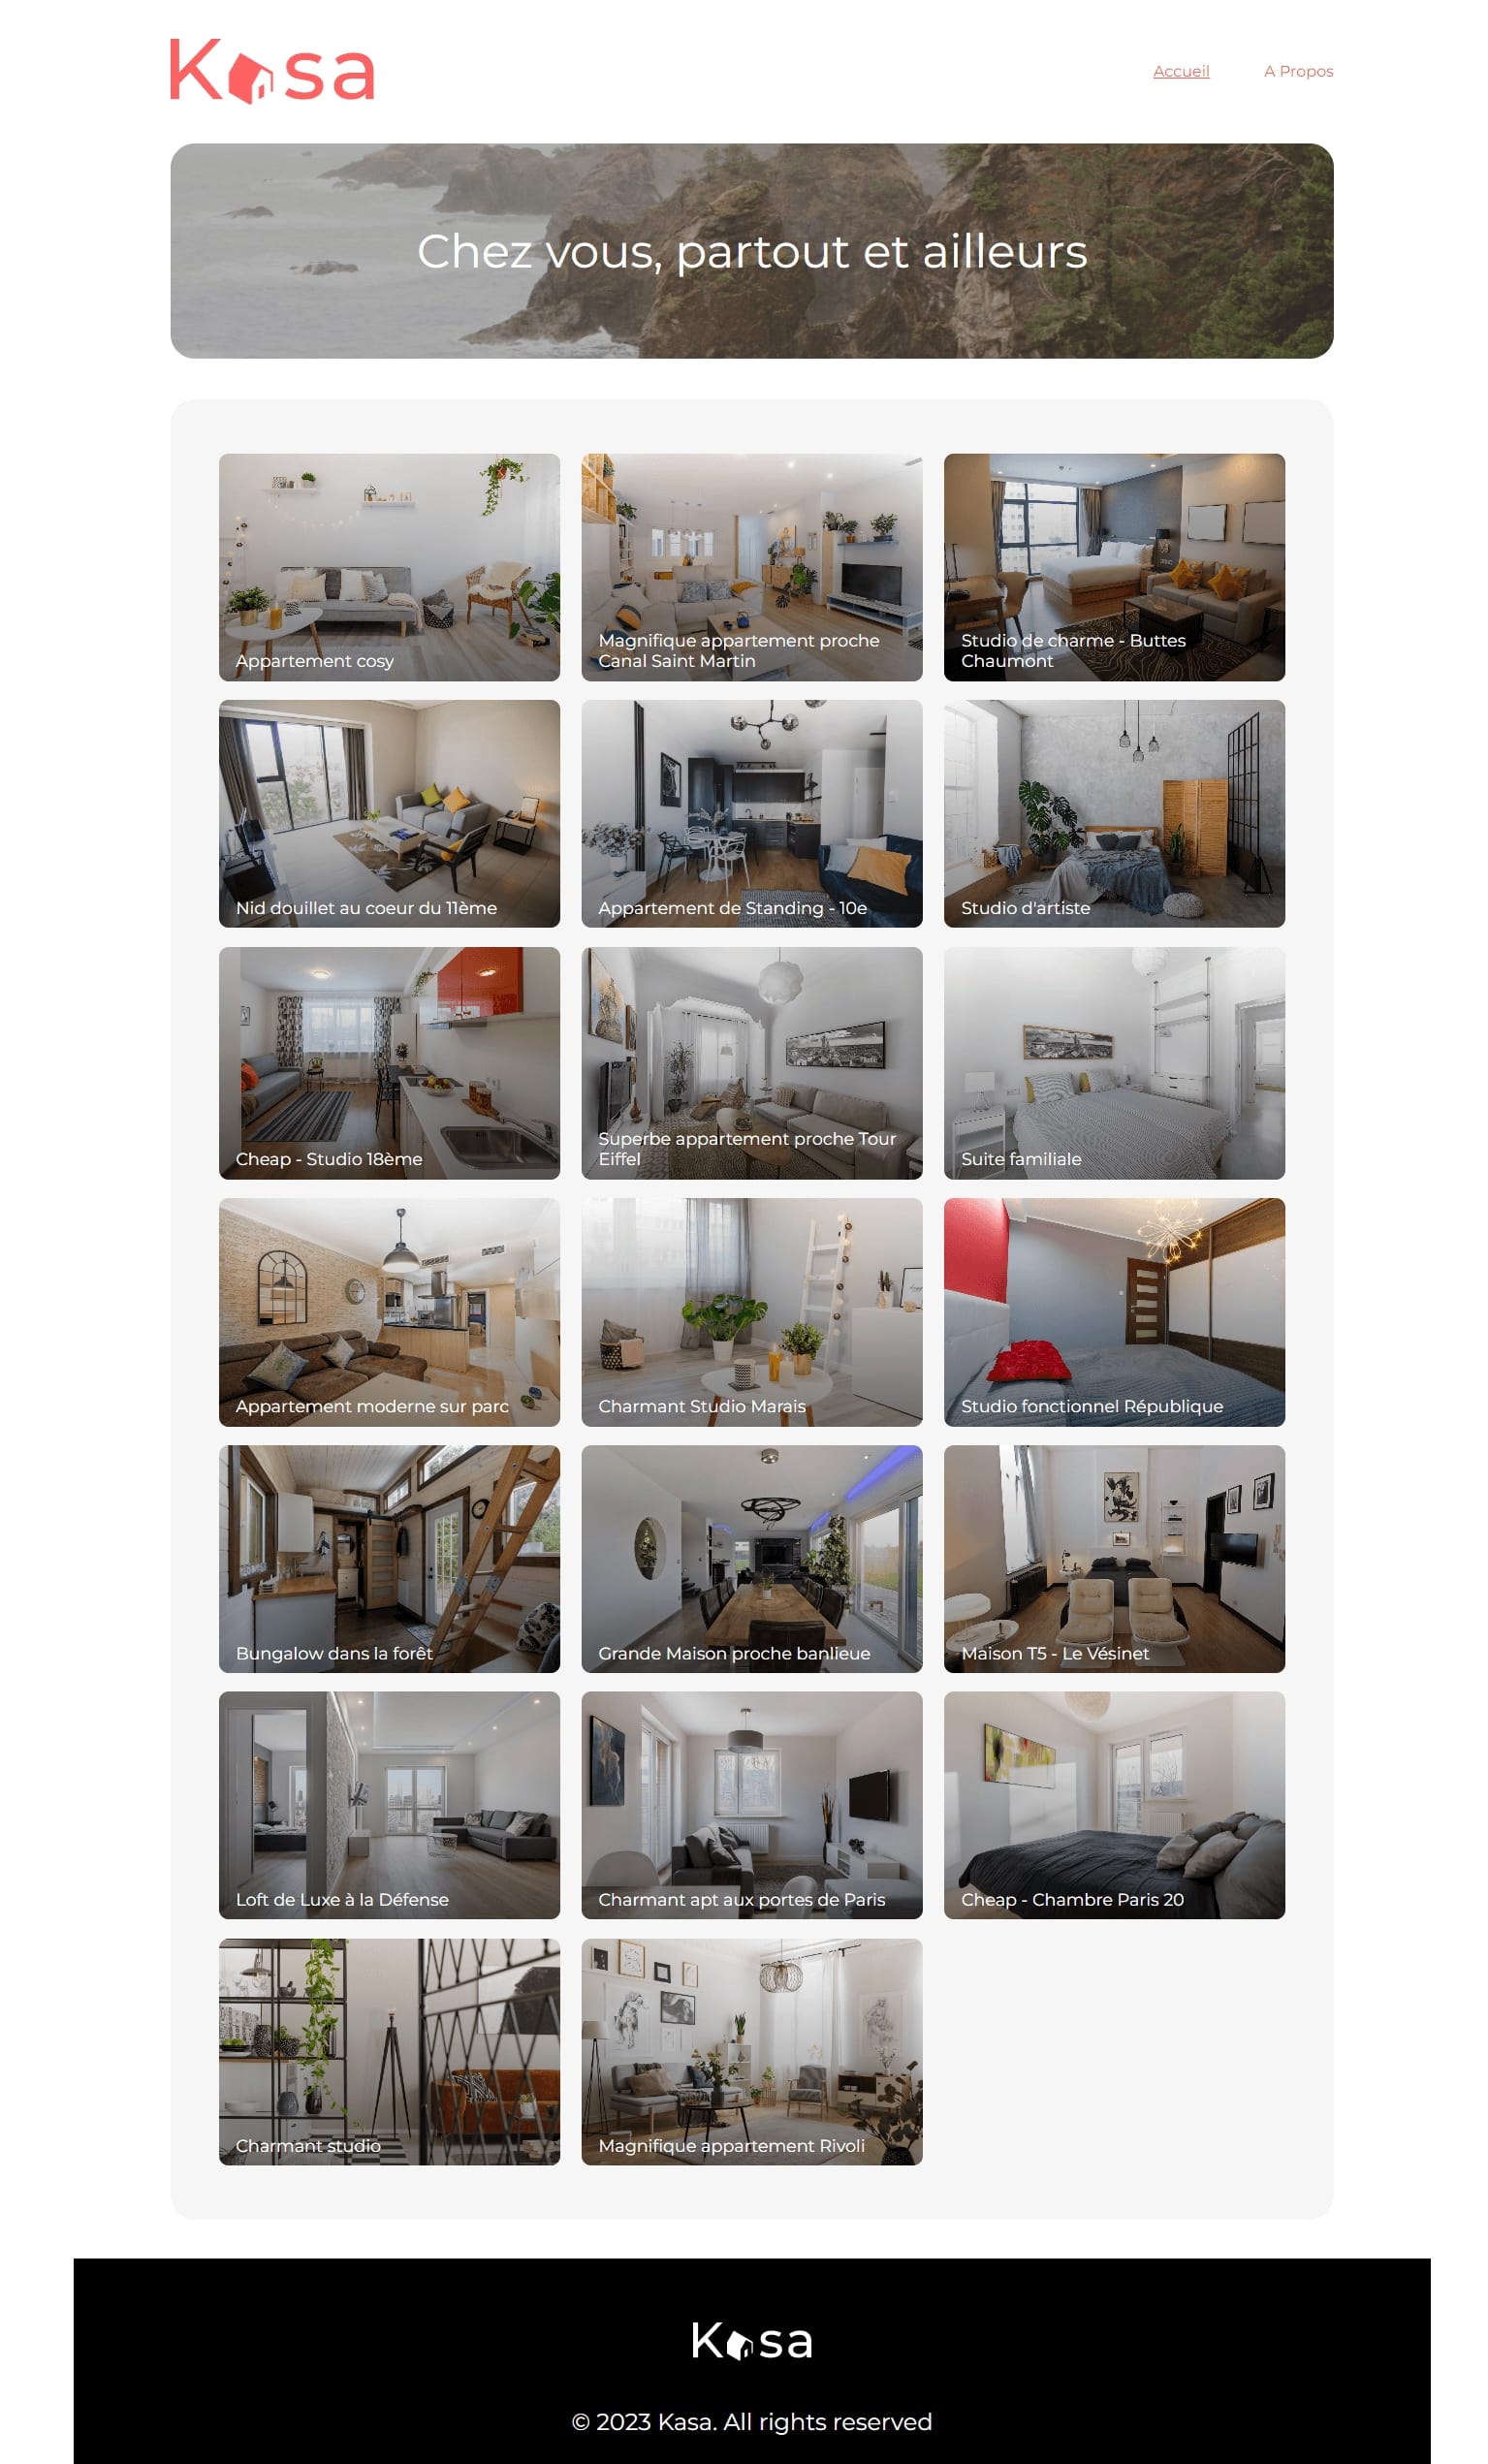 Kasa
Accueil
A Propos
Chez vous, partout et ailleurs
Appartement cosy
Magnifique appartement proche
Canal Saint Martin
Studio de charme - Buttes
Chaumont
Nid douillet au coeur du 11ème
Appartement de Standing - 10e
Studio d'artiste
Cheap - Studio 18ème
Superbe appartement proche Tour
Eiffel
Suite familiale
Appartement moderne sur parc
Charmant Studio Marais
Studio fonctionnel République
Bungalow dans la forêt
Grande Maison proche banlieue
Maison T5 - Le Vésinet
Loft de Luxe à la Défense
Charmant apt aux portes de Paris
Cheap - Chambre Paris 20
Charmant studio
Magnifique appartement Rivoli
Kasa
© 2023 Kasa. All rights reserved